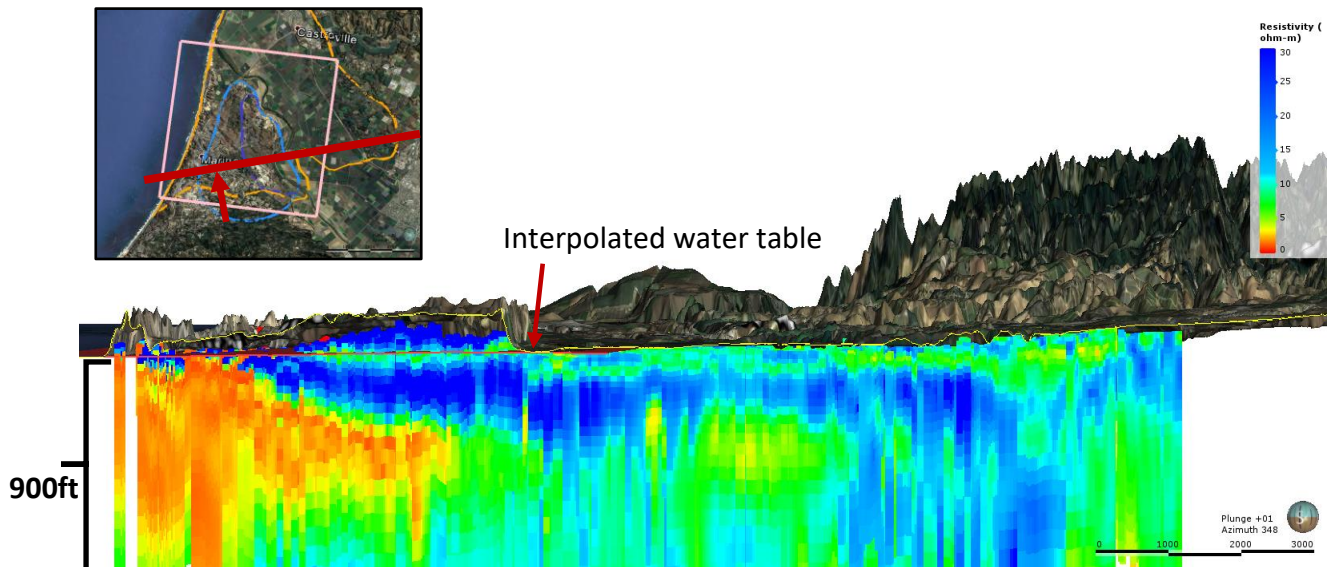 Castroville
Marin
Resistivity (
ohm-m)
30
25
20
15
10
5
0
Interpolated water table
900ft
Plunge +01
Azimuth 348
0 1000 2000 3000